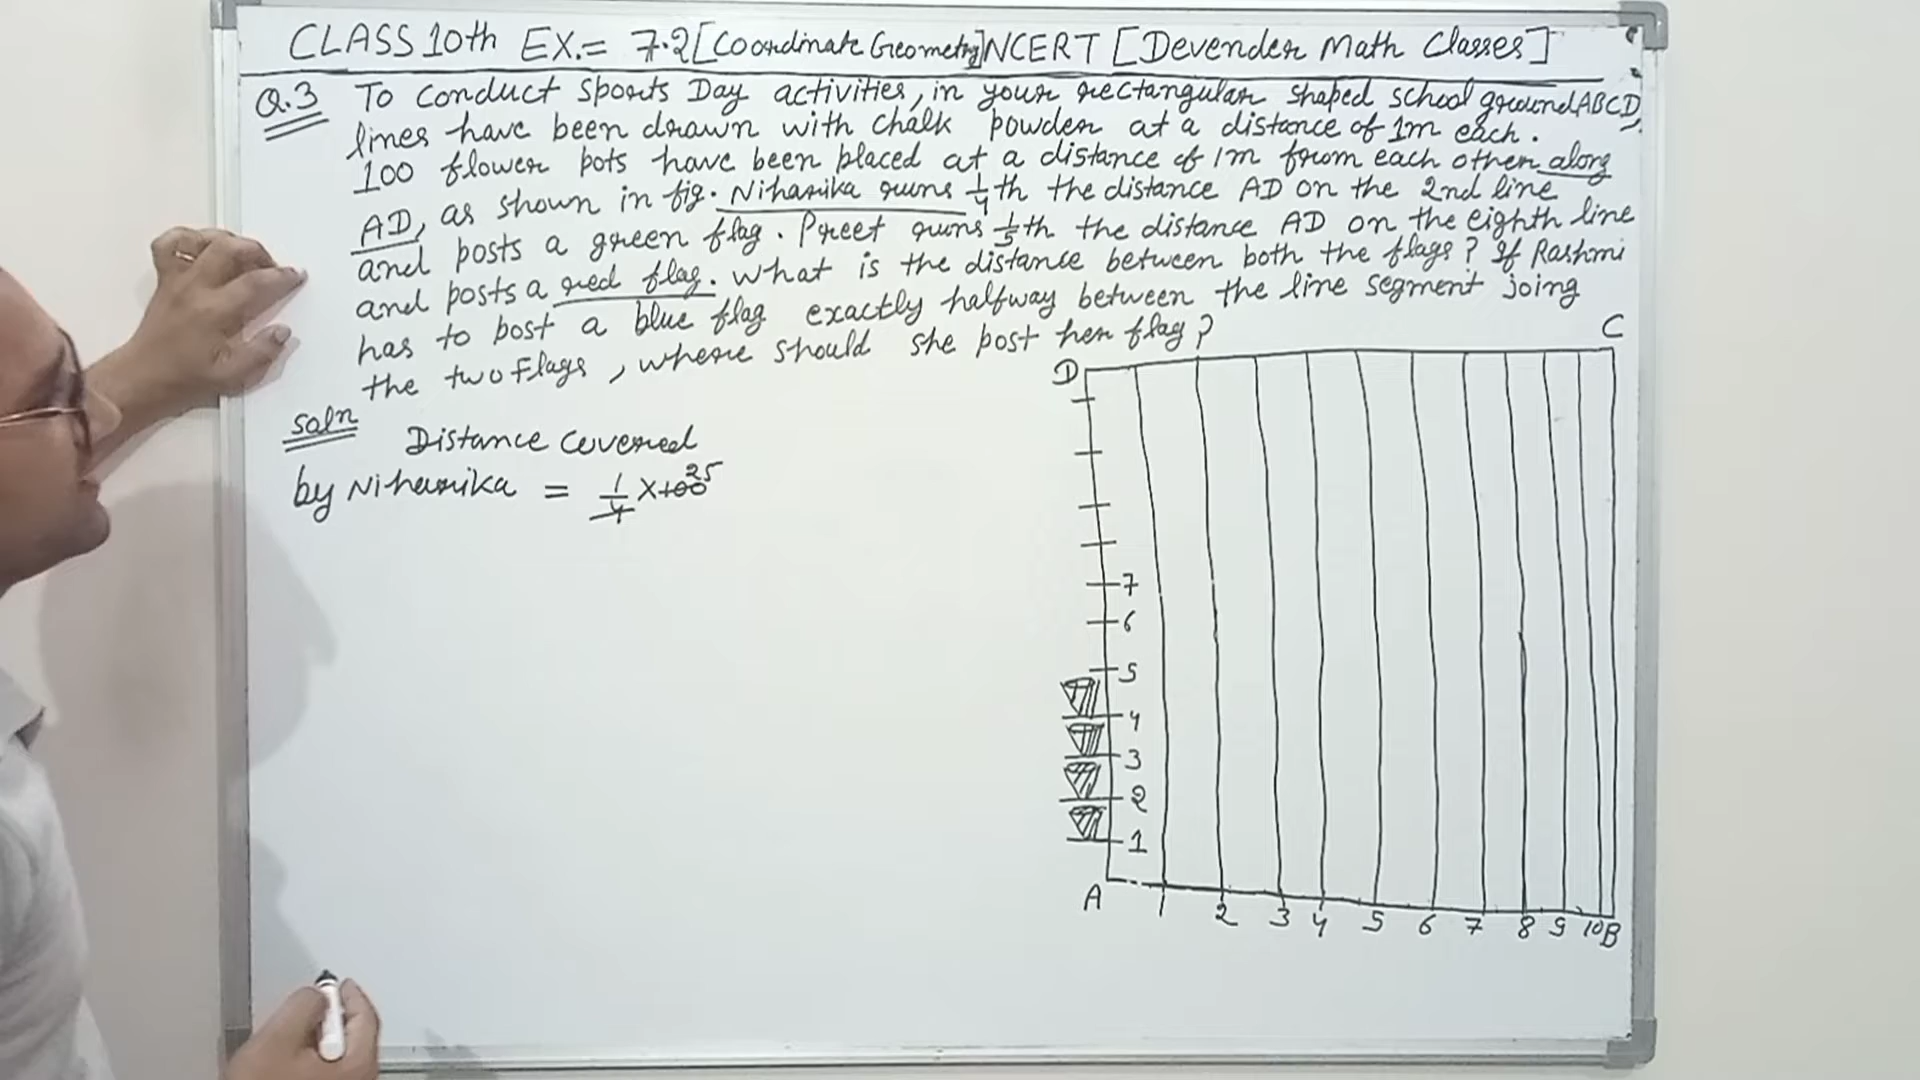 CLASS 10th EX.= 7.2 [Coordinate Geometry] NCERT [Devender Math Classes]
Q.3 To conduct Sports Day activities, in your rectangular shaped school ground ABCD,
lines have been drawn with chalk powder at a distance of 1m each.
100 flower pots have been placed at a distance of 1m from each other along
AD, as shown in fig. Niharika runs 1/4 th the distance AD on the 2nd line
and posts a green flag. Preet runs 1/5 th the distance AD on the eighth line
and posts a red flag. What is the distance between both the flags? If Rashmi
has to post a blue flag exactly halfway between the line segment joing
the two Flags, where should she post her flag?
Soln Distance Covered
by Niharika = 1/4 X 100 25
D C
7
6
5
4
3
2
1
A 1 2 3 4 5 6 7 8 9 10 B